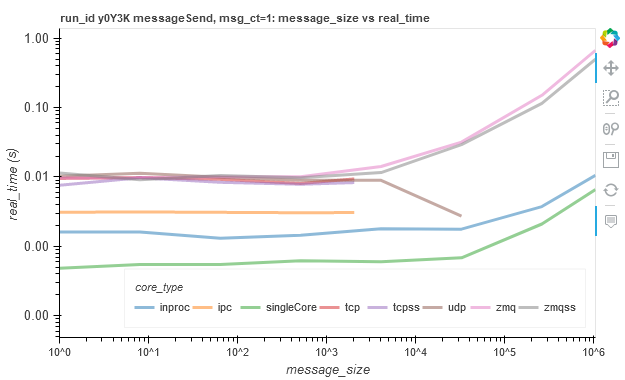 run_id y0Y3K messageSend, msg_ct=1: message_size vs real_time
1.00
0.10
0.01
0.00
0.00
real_time (s)
core_type
inproc ipc singleCore tcp tcpss udp zmq zmqss
10^0 10^1 10^2 10^3 10^4 10^5 10^6
message_size